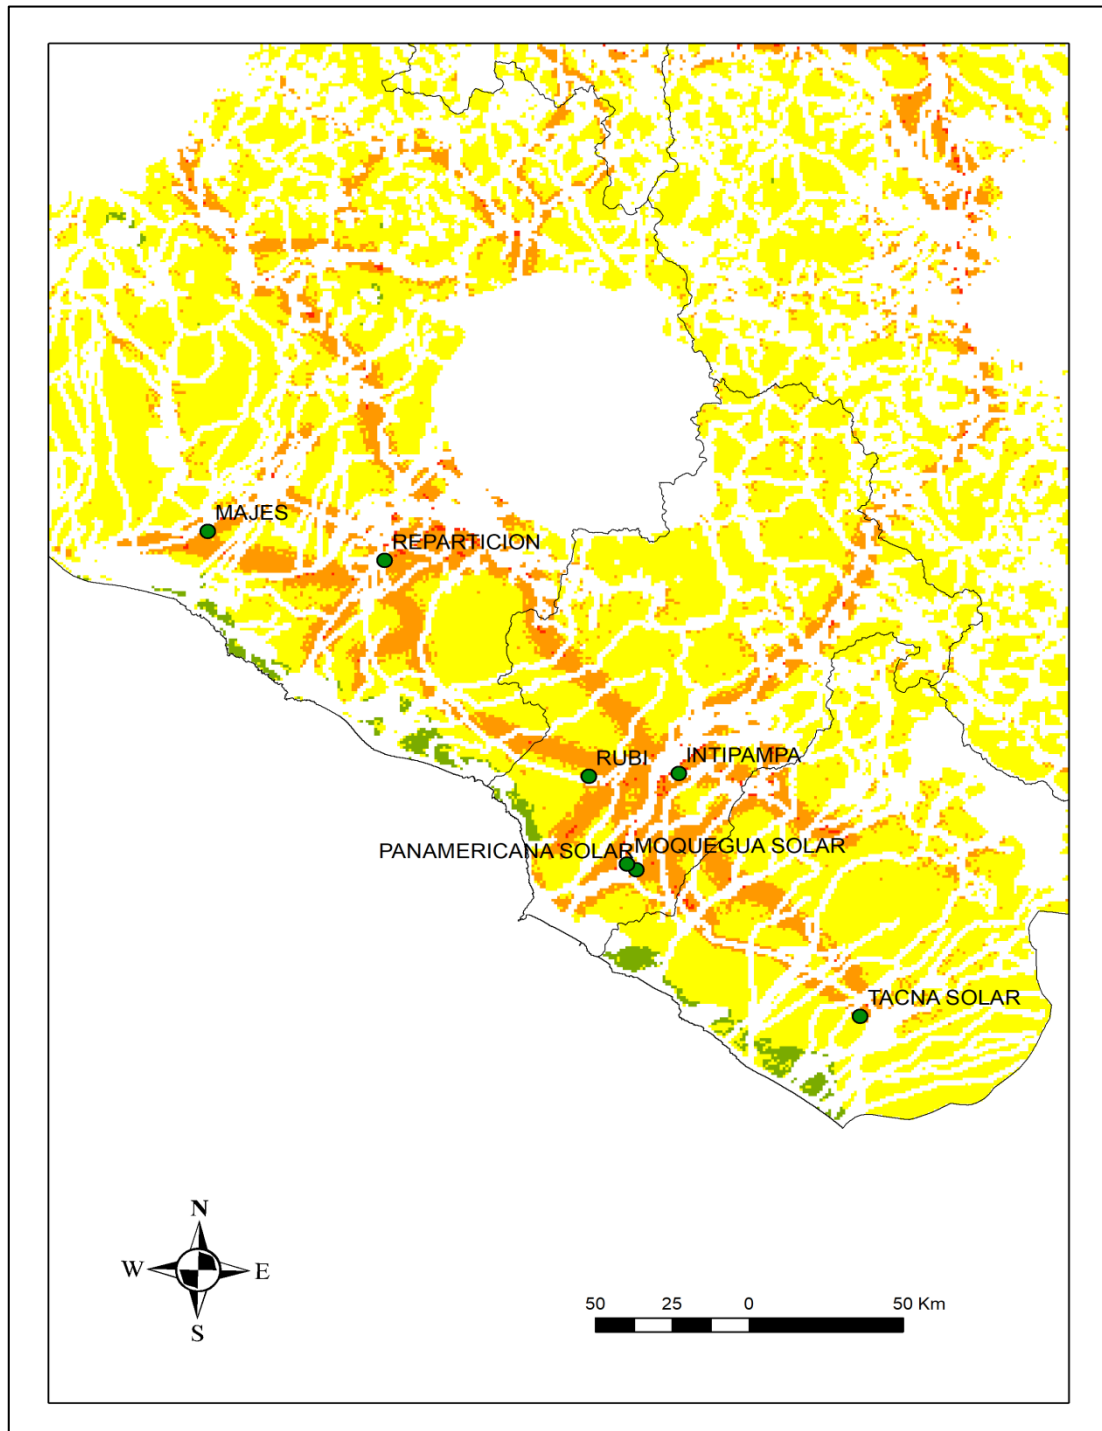 MAJES
REPARTICION
RUBI
INTIPAMPA
PANAMERICANA SOLAR
MOQUEGUA SOLAR
TACNA SOLAR
N
W E
S
50 25 0 50 Km